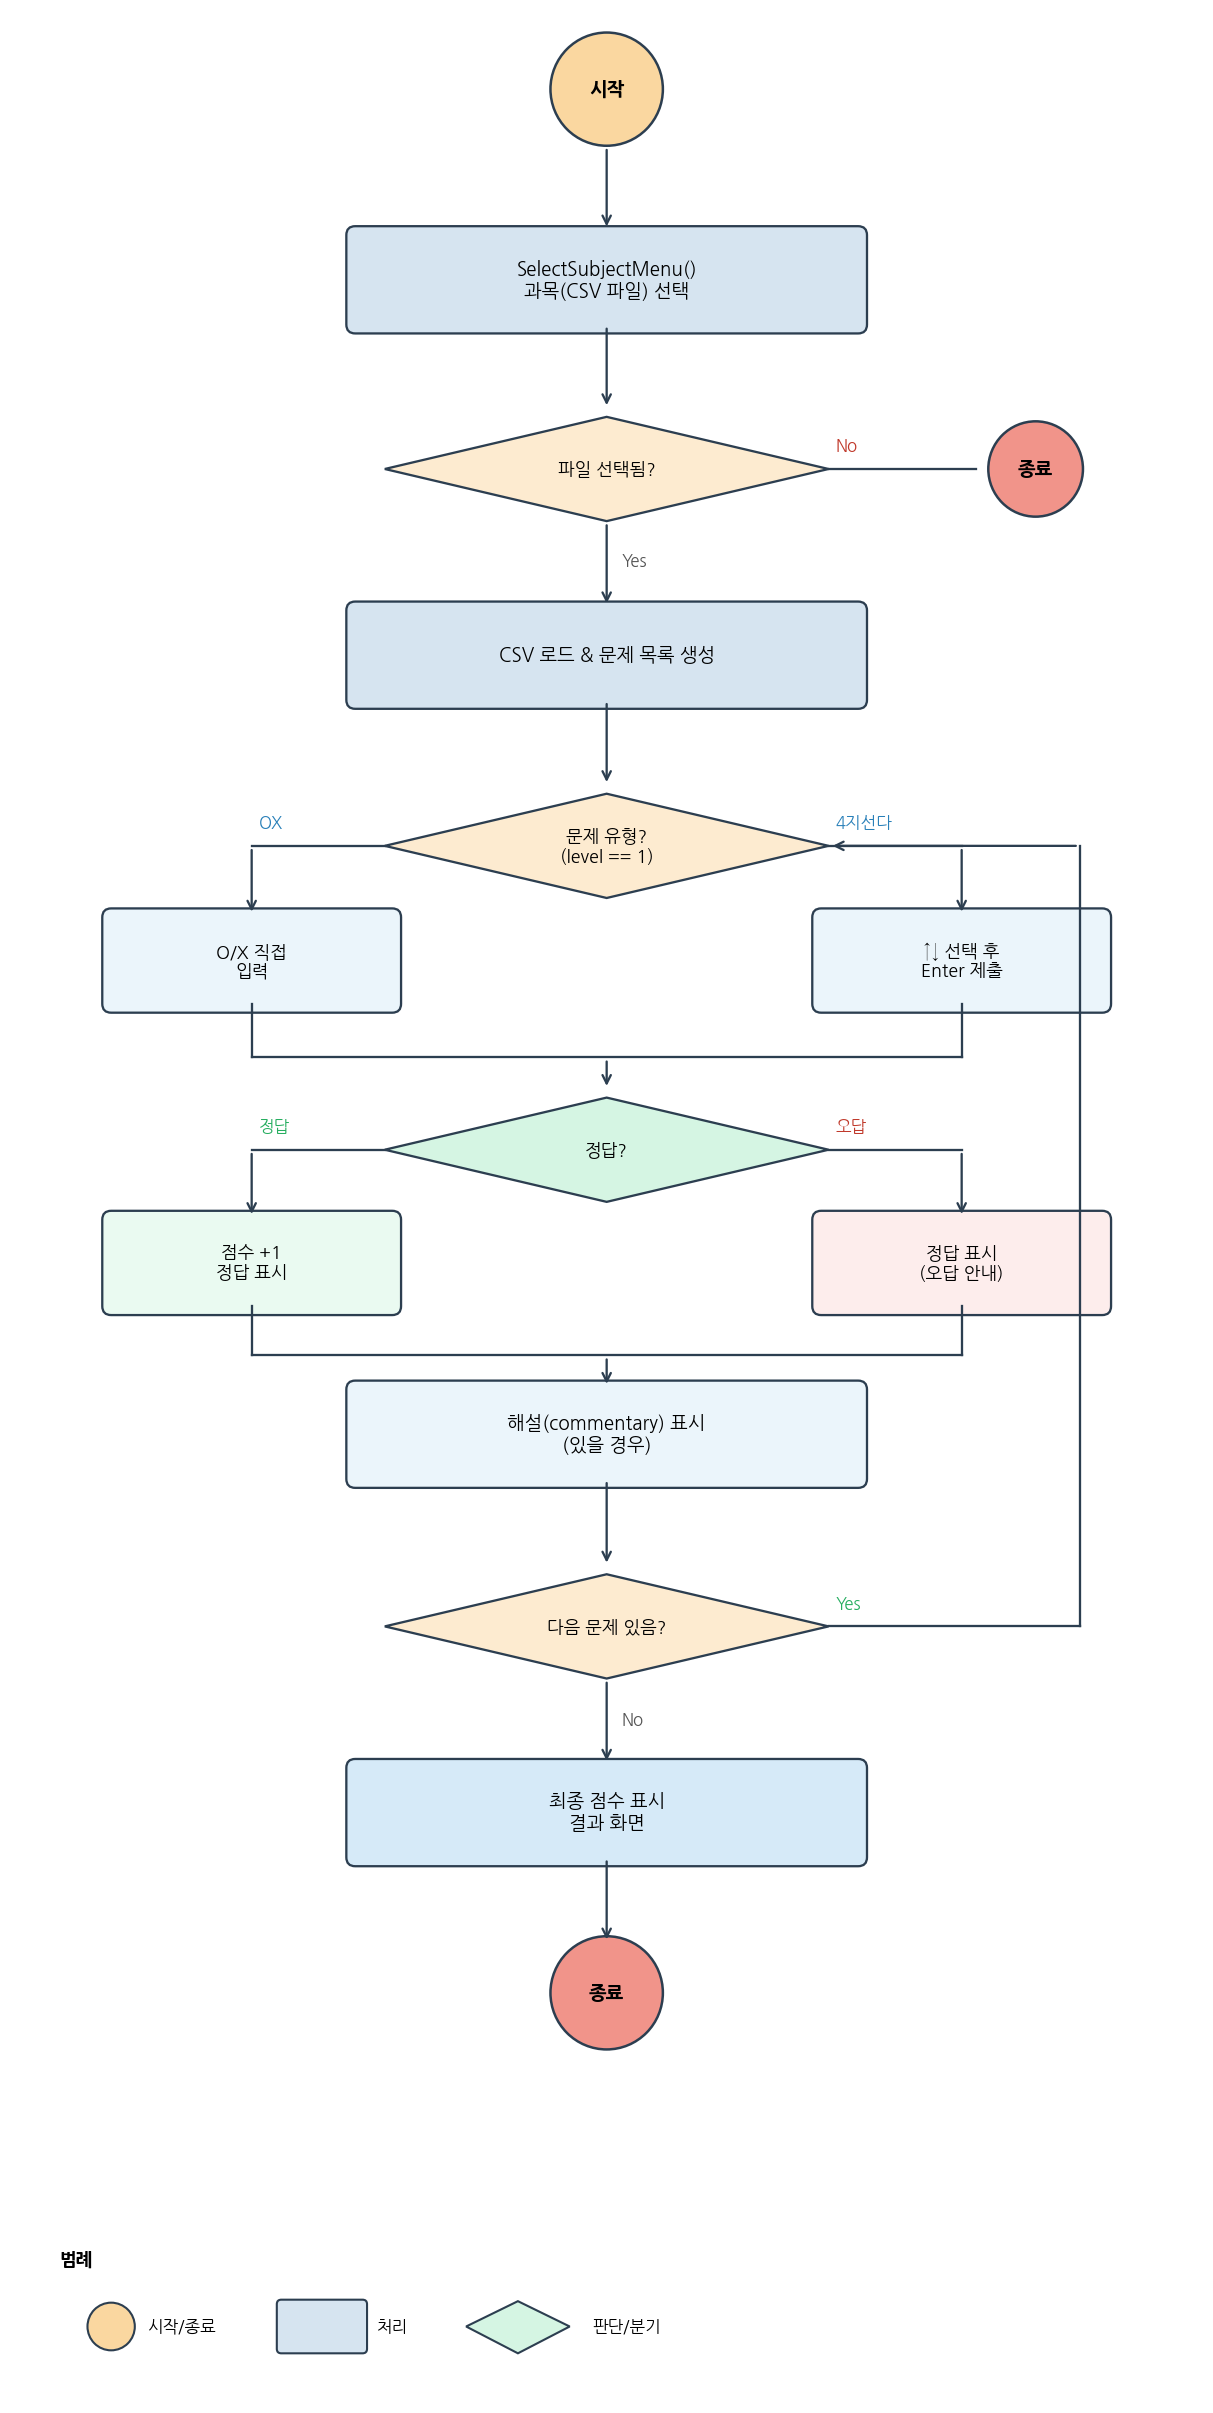 시작
SelectSubjectMenu()
과목(CSV 파일) 선택
파일 선택됨?
No
종료
Yes
CSV 로드 & 문제 목록 생성
OX
문제 유형?
(level == 1)
4지선다
O/X 직접
입력
↑↓ 선택 후
Enter 제출
정답
정답?
오답
점수 +1
정답 표시
정답 표시
(오답 안내)
해설(commentary) 표시
(있을 경우)
다음 문제 있음?
Yes
No
최종 점수 표시
결과 화면
종료
범례
시작/종료
처리
판단/분기